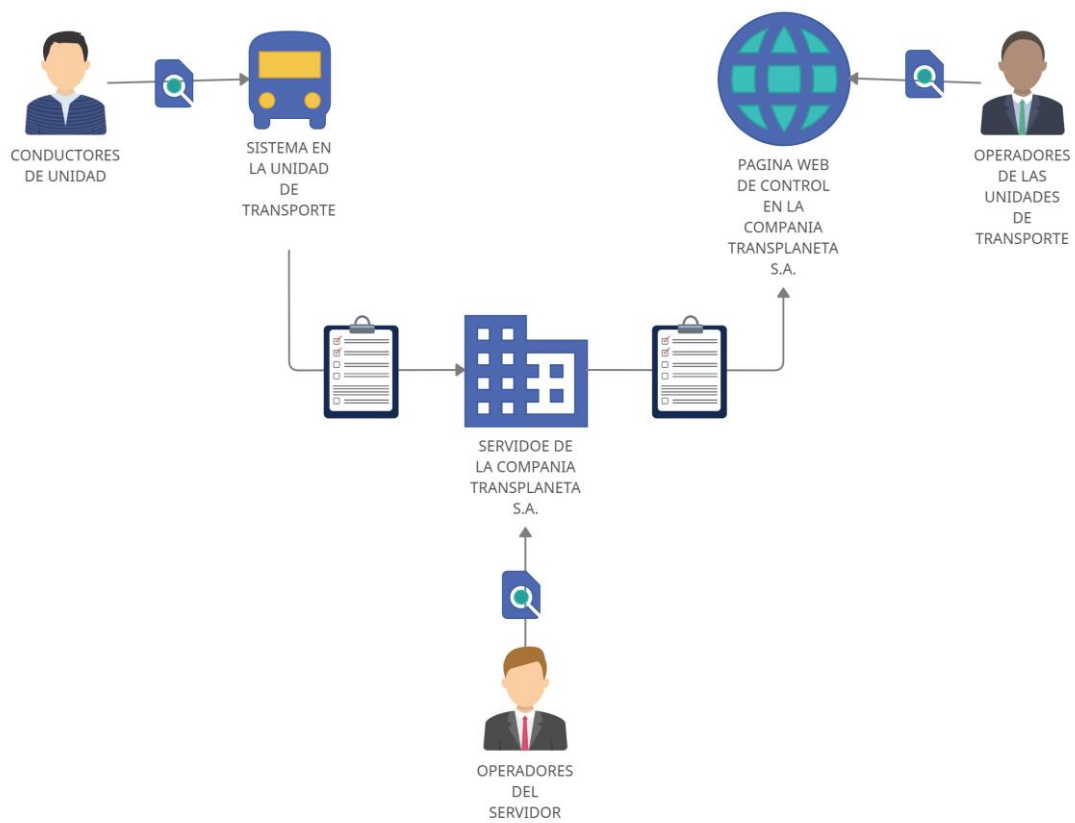 CONDUCTORES
DE UNIDAD
SISTEMA EN
LA UNIDAD
DE
TRANSPORTE
PAGINA WEB
DE CONTROL
EN LA
COMPANIA
TRANSPLANETA
S.A.
OPERADORES
DE LAS
UNIDADES
DE
TRANSPORTE
SERVIDOE DE
LA COMPANIA
TRANSPLANETA
S.A.
OPERADORES
DEL
SERVIDOR